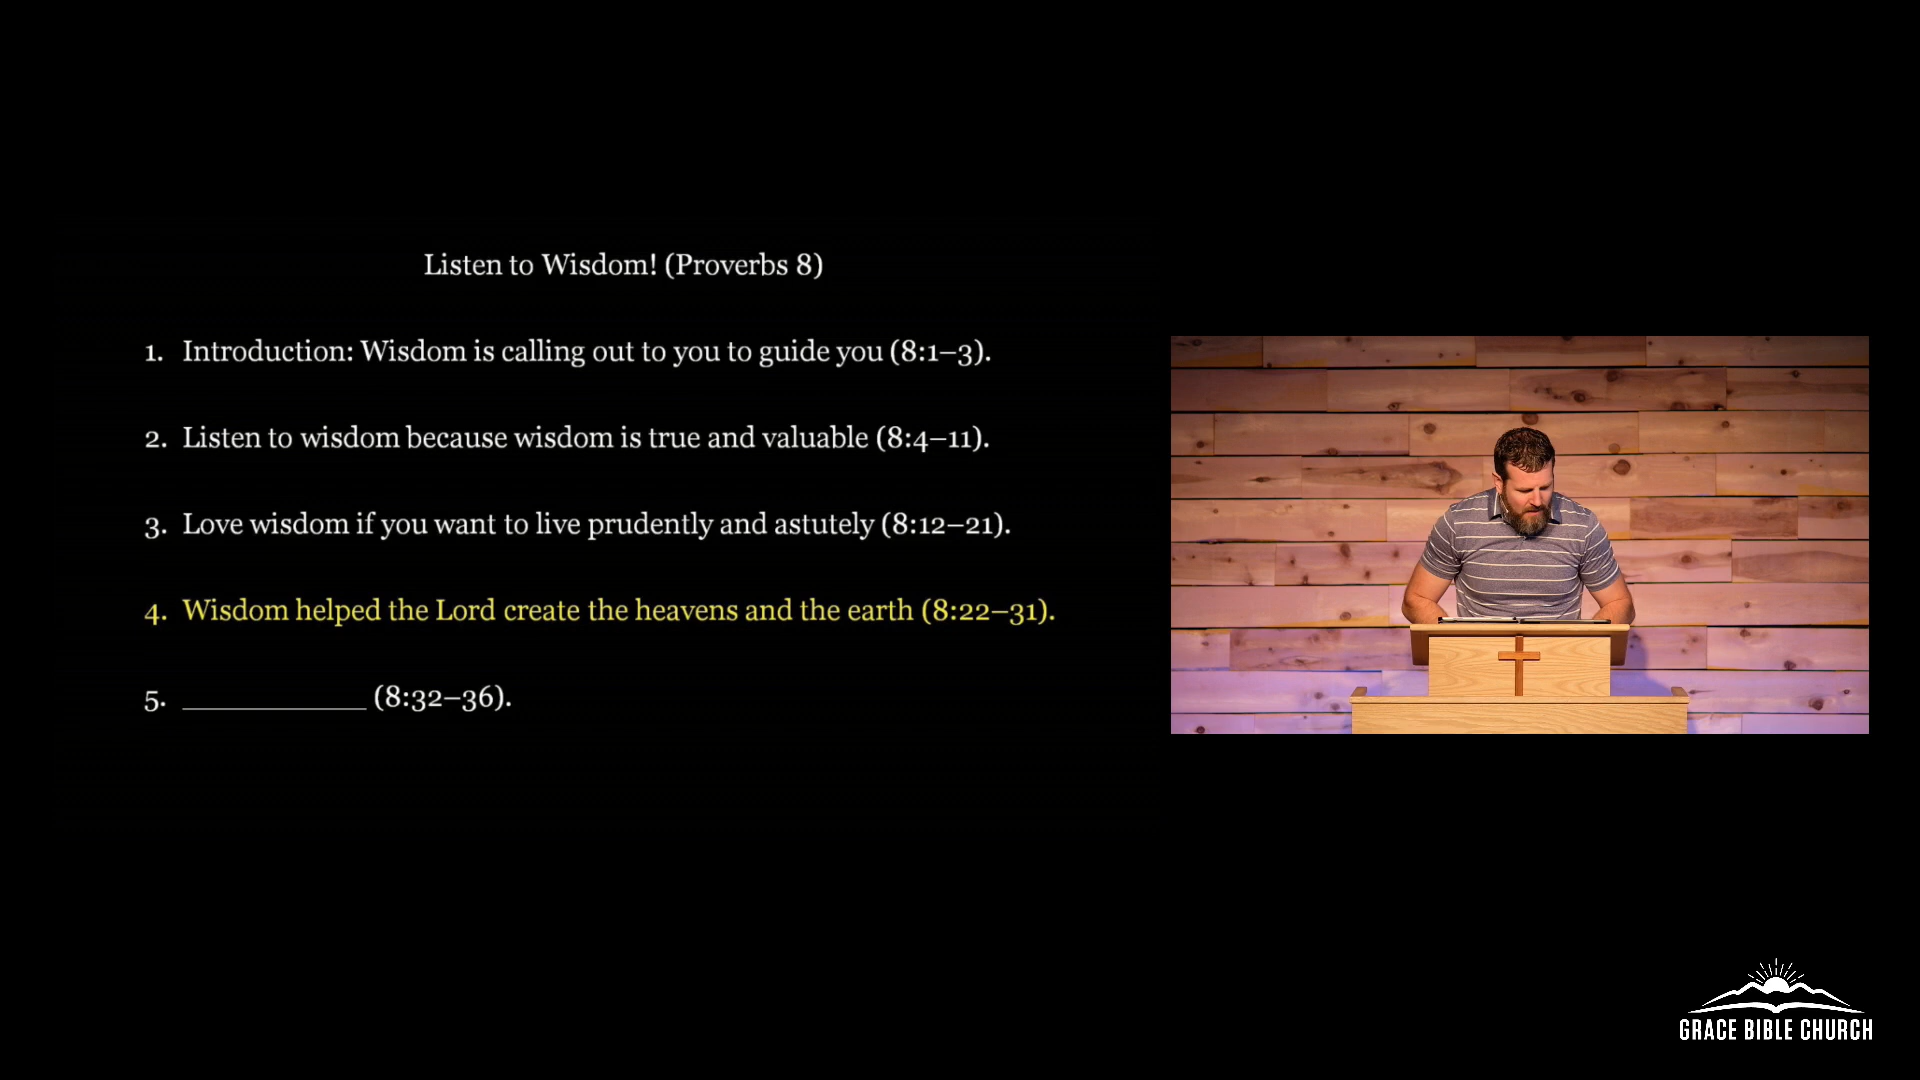 Listen to Wisdom! (Proverbs 8)
1. Introduction: Wisdom is calling out to you to guide you (8:1–3).
2. Listen to wisdom because wisdom is true and valuable (8:4–11).
3. Love wisdom if you want to live prudently and astutely (8:12–21).
4. Wisdom helped the Lord create the heavens and the earth (8:22–31).
5. ____________ (8:32–36).
GRACE BIBLE CHURCH